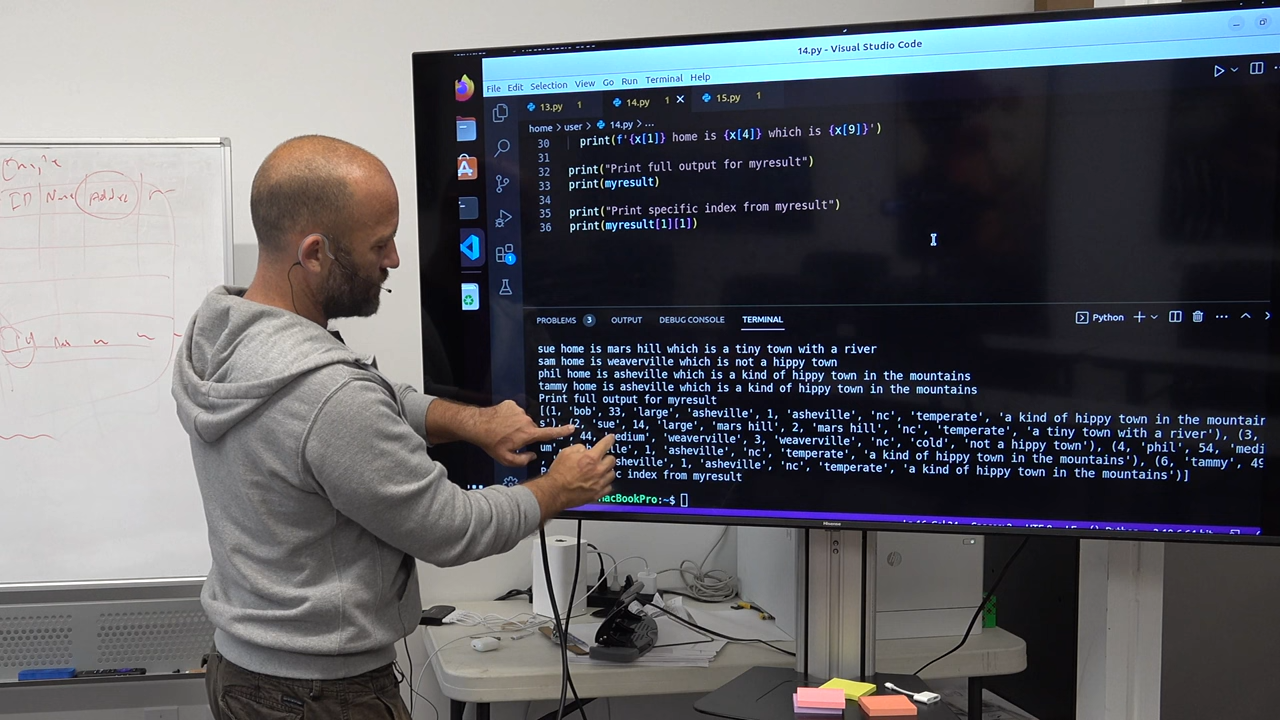 14.py - Visual Studio Code
File Edit Selection View Go Run Terminal Help
13.py 1 14.py 1 15.py 1
home > user > 14.py > ...
30 print(f'{x[1]} home is {x[4]} which is {x[9]}')
31
32 print("Print full output for myresult")
33 print(myresult)
34
35 print("Print specific index from myresult")
36 print(myresult[1][1])
PROBLEMS 3 OUTPUT DEBUG CONSOLE TERMINAL
Python
sue home is mars hill which is a tiny town with a river
sam home is weaverville which is not a hippy town
phil home is asheville which is a kind of hippy town in the mountains
tammy home is asheville which is a kind of hippy town in the mountains
Print full output for myresult
[(1, 'bob', 33, 'large', 'asheville', 1, 'asheville', 'nc', 'temperate', 'a kind of hippy town in the mountain
s'), (2, 'sue', 14, 'large', 'mars hill', 2, 'mars hill', 'nc', 'temperate', 'a tiny town with a river'), (3,
44, 'medium', 'weaverville', 3, 'weaverville', 'nc', 'cold', 'not a hippy town'), (4, 'phil', 54, 'medi
um', 1, 'asheville', 'nc', 'temperate', 'a kind of hippy town in the mountains'), (6, 'tammy', 49
'asheville', 1, 'asheville', 'nc', 'temperate', 'a kind of hippy town in the mountains')]
index from myresult
MacBookPro:~$
ID
Hisense